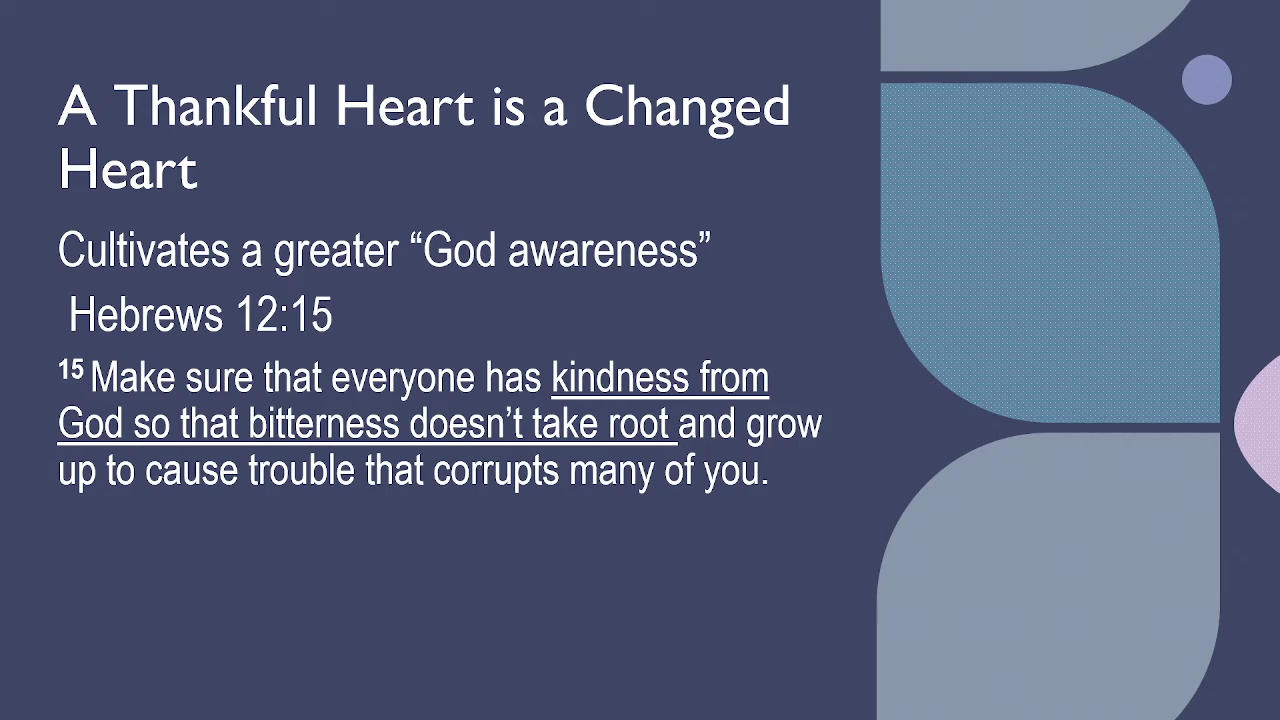 A Thankful Heart is a Changed
Heart
Cultivates a greater “God awareness”
Hebrews 12:15
15 Make sure that everyone has kindness from
God so that bitterness doesn’t take root and grow
up to cause trouble that corrupts many of you.